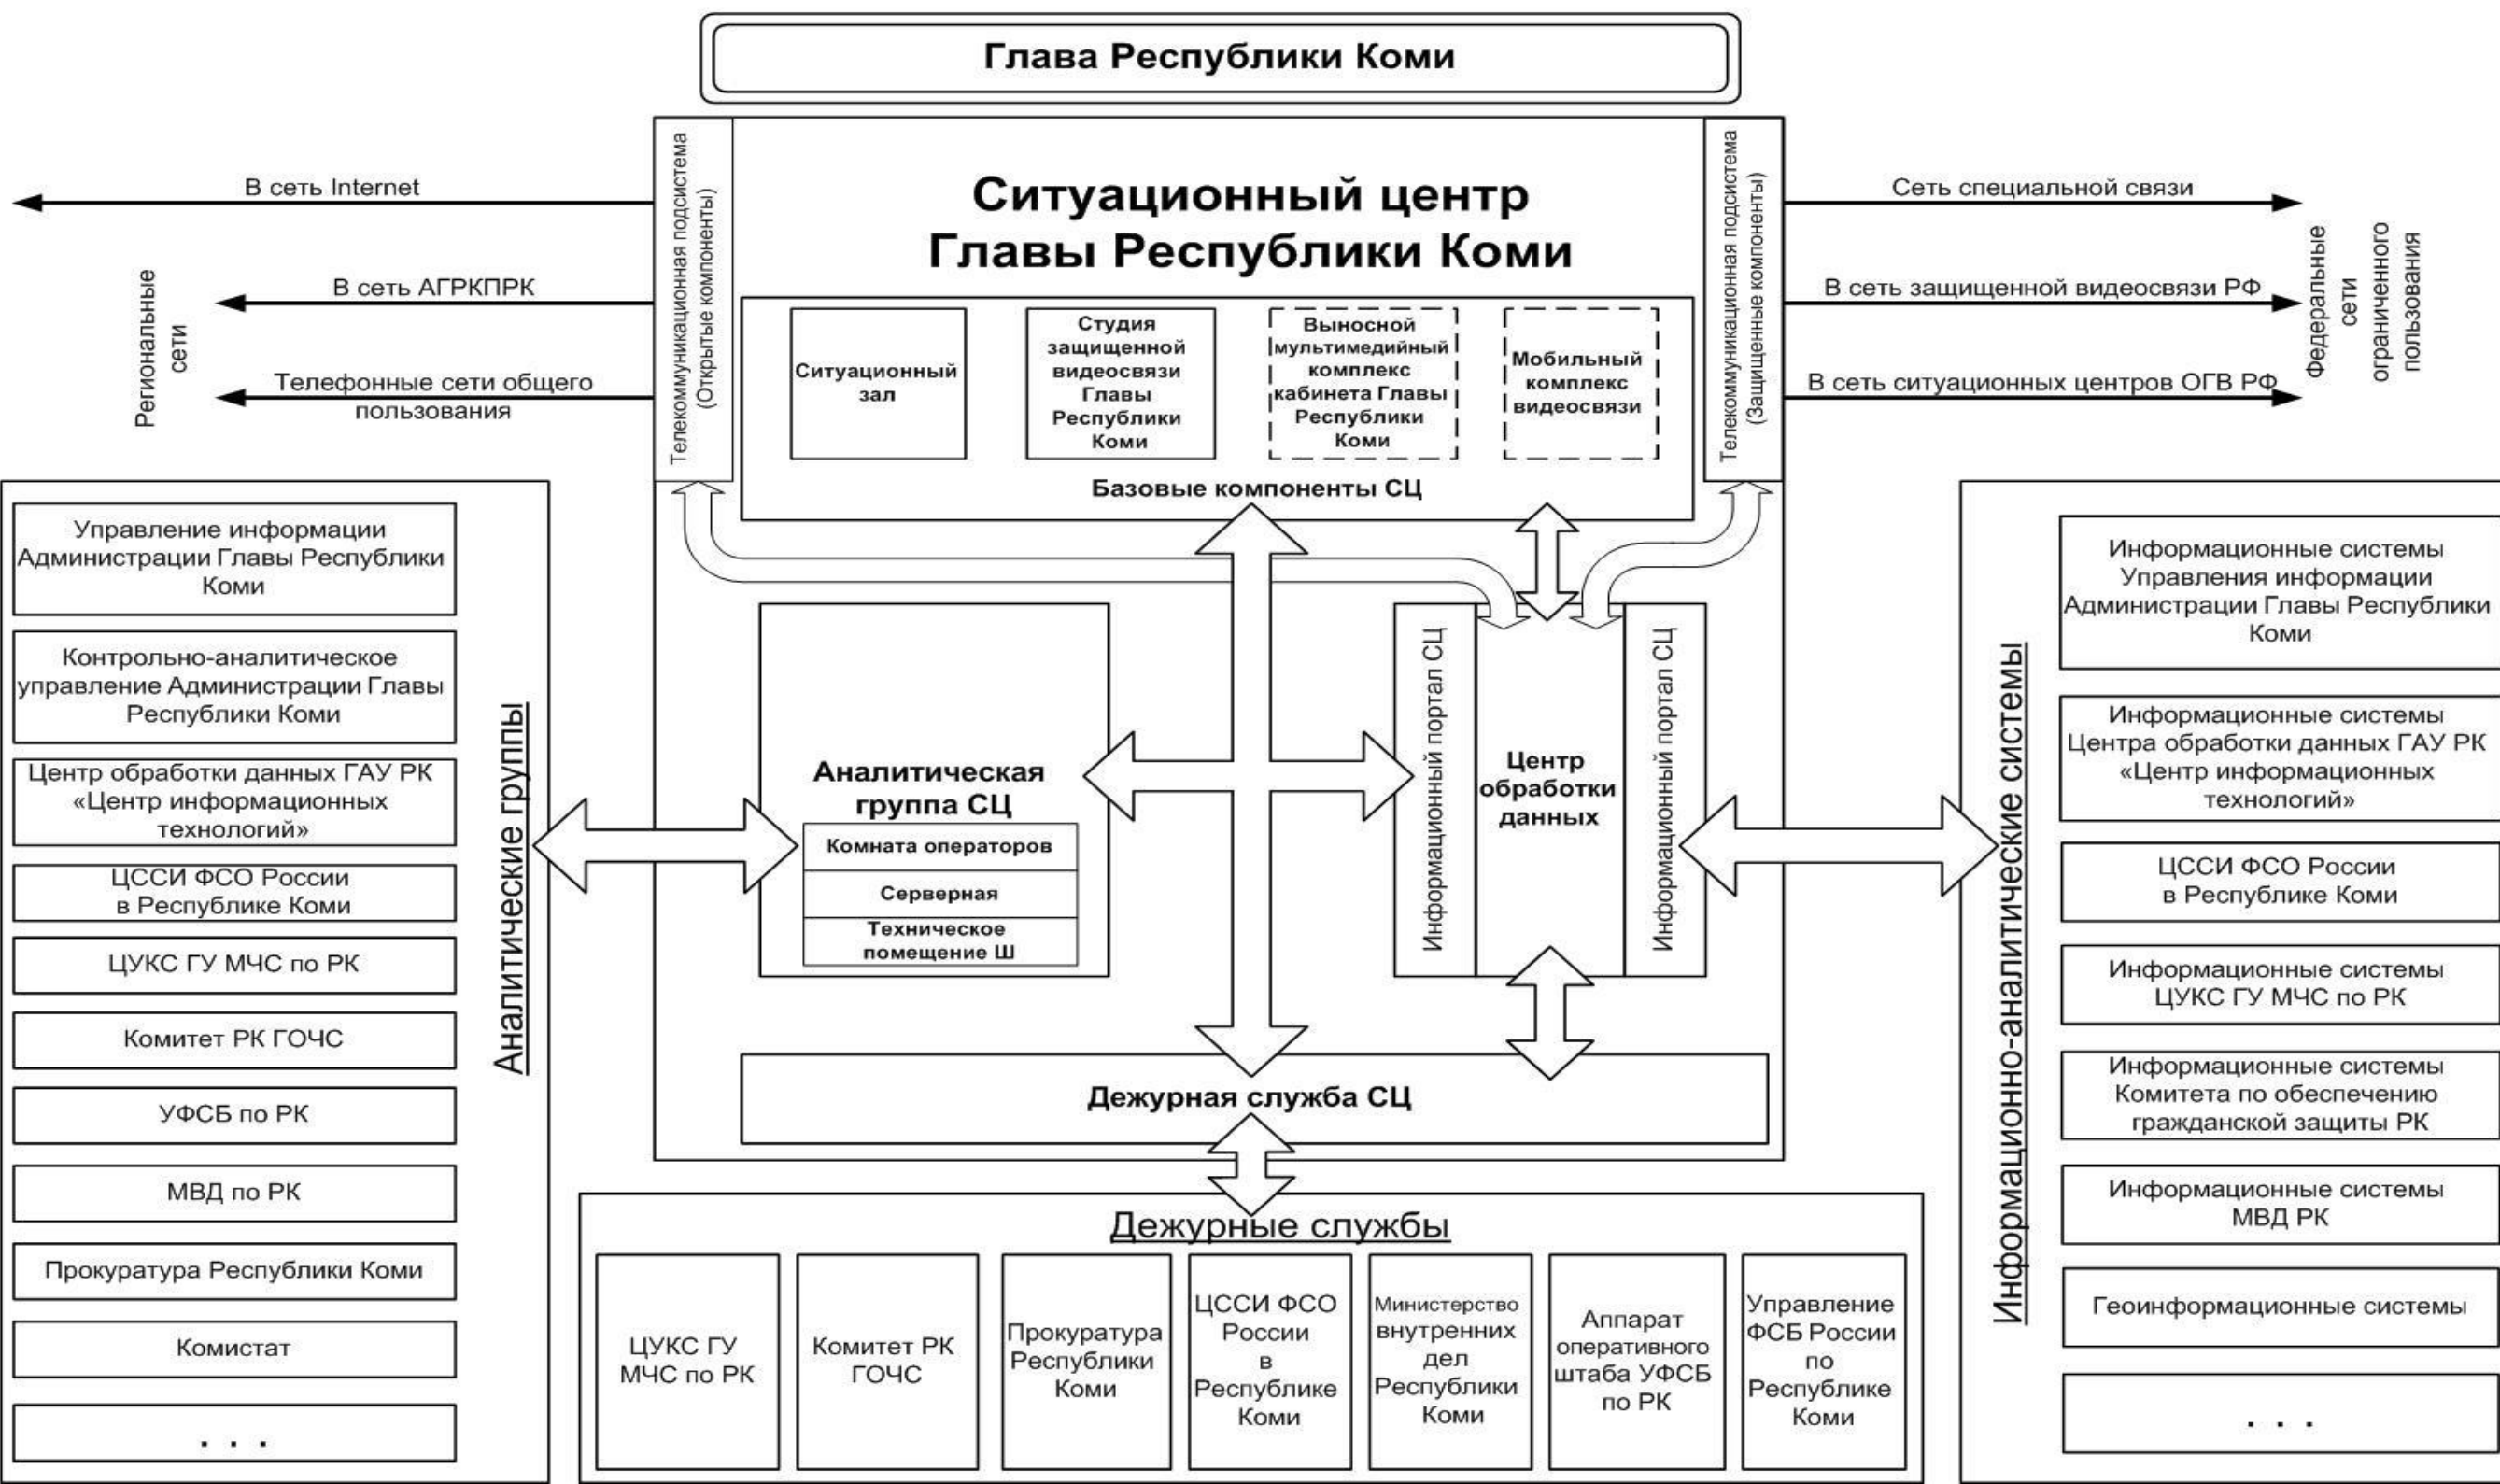 Глава Республики Коми
Ситуационный центр
Главы Республики Коми
Телекоммуникационная подсистема
(Открытые компоненты)
Телекоммуникационная подсистема
(Защищенные компоненты)
В сеть Internet
В сеть АГРКПРК
Телефонные сети общего
пользования
Региональные
сети
Сеть специальной связи
В сеть защищенной видеосвязи РФ
В сеть ситуационных центров ОГВ РФ
Федеральные
сети
ограниченного
пользования
Ситуационный
зал
Студия
защищенной
видеосвязи
Главы
Республики
Коми
Выносной
мультимедийный
комплекс
кабинета Главы
Республики
Коми
Мобильный
комплекс
видеосвязи
Базовые компоненты СЦ
Управление информации
Администрации Главы Республики
Коми
Контрольно-аналитическое
управление Администрации Главы
Республики Коми
Центр обработки данных ГАУ РК
«Центр информационных
технологий»
ЦССИ ФСО России
в Республике Коми
ЦУКС ГУ МЧС по РК
Комитет РК ГОЧС
УФСБ по РК
МВД по РК
Прокуратура Республики Коми
Комистат
. . .
Аналитические группы
Аналитическая
группа СЦ
Комната операторов
Серверная
Техническое
помещение Ш
Информационный портал СЦ
Центр
обработки
данных
Информационный портал СЦ
Дежурная служба СЦ
Дежурные службы
ЦУКС ГУ
МЧС по РК
Комитет РК
ГОЧС
Прокуратура
Республики
Коми
ЦССИ ФСО
России
в
Республике
Коми
Министерство
внутренних
дел
Республики
Коми
Аппарат
оперативного
штаба УФСБ
по РК
Управление
ФСБ России
по
Республике
Коми
Информационно-аналитические системы
Информационные системы
Управления информации
Администрации Главы Республики
Коми
Информационные системы
Центра обработки данных ГАУ РК
«Центр информационных
технологий»
ЦССИ ФСО России
в Республике Коми
Информационные системы
ЦУКС ГУ МЧС по РК
Информационные системы
Комитета по обеспечению
гражданской защиты РК
Информационные системы
МВД РК
Геоинформационные системы
. . .